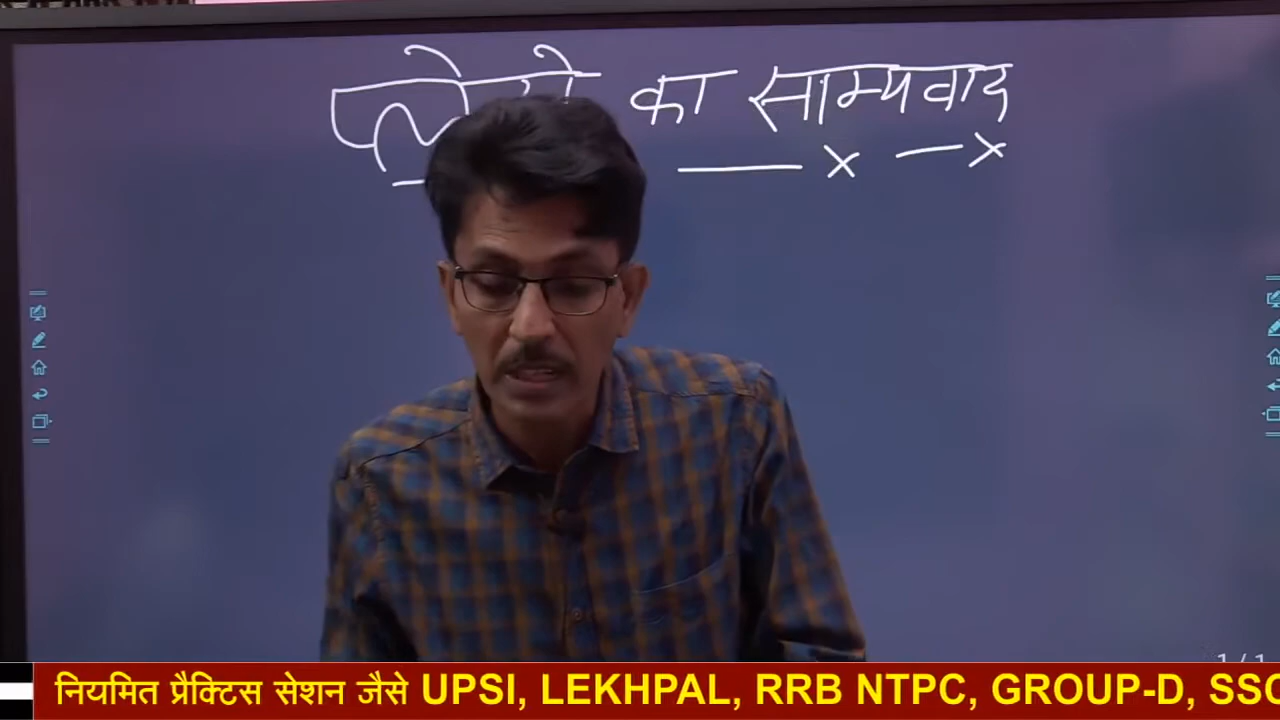 का साम्यवाद
नियमित प्रैक्टिस सेशन जैसे UPSI, LEKHPAL, RRB NTPC, GROUP-D, SSC